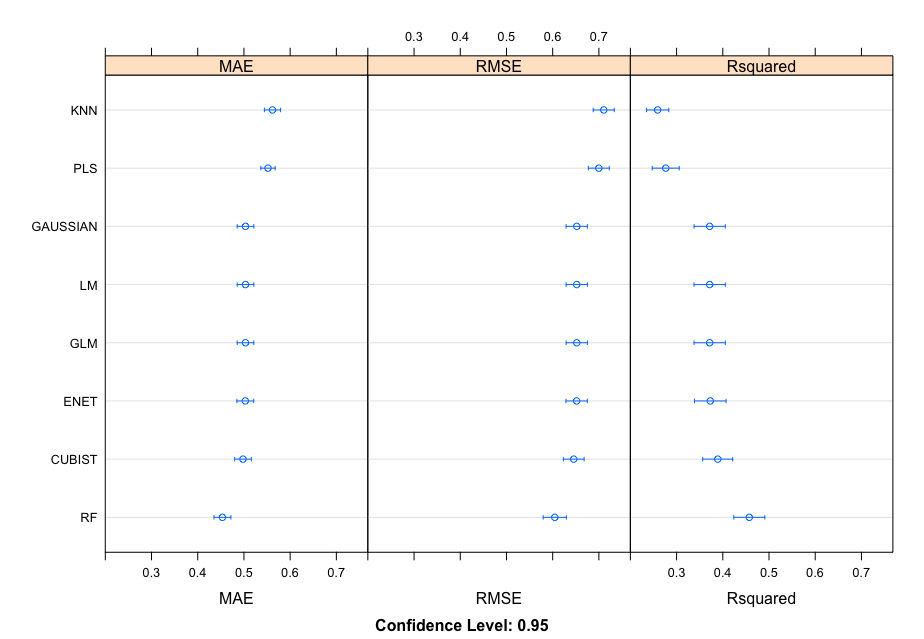 0.3 0.4 0.5 0.6 0.7
MAE RMSE Rsquared
KNN
PLS
GAUSSIAN
LM
GLM
ENET
CUBIST
RF
0.3 0.4 0.5 0.6 0.7 0.3 0.4 0.5 0.6 0.7
MAE RMSE Rsquared
Confidence Level: 0.95